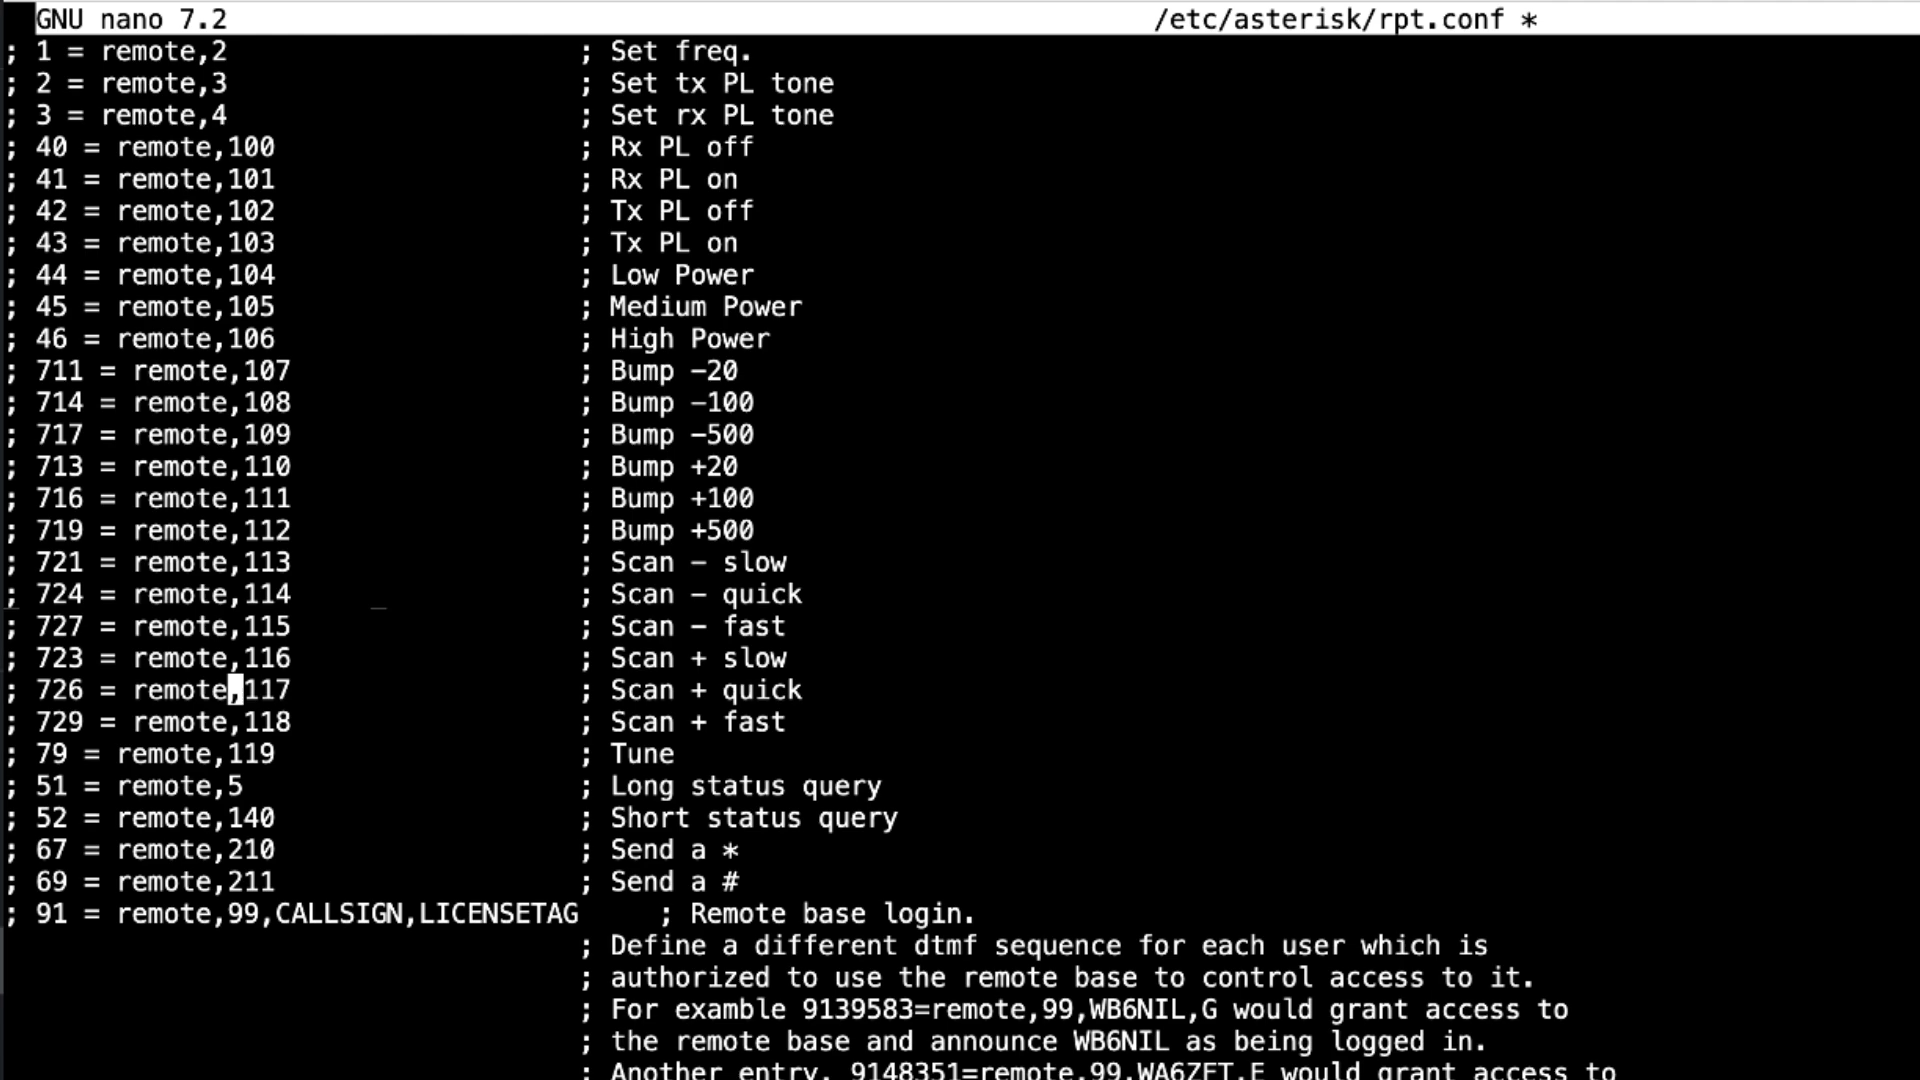 GNU nano 7.2 /etc/asterisk/rpt.conf *
; 1 = remote,2 ; Set freq.
; 2 = remote,3 ; Set tx PL tone
; 3 = remote,4 ; Set rx PL tone
; 40 = remote,100 ; Rx PL off
; 41 = remote,101 ; Rx PL on
; 42 = remote,102 ; Tx PL off
; 43 = remote,103 ; Tx PL on
; 44 = remote,104 ; Low Power
; 45 = remote,105 ; Medium Power
; 46 = remote,106 ; High Power
; 711 = remote,107 ; Bump -20
; 714 = remote,108 ; Bump -100
; 717 = remote,109 ; Bump -500
; 713 = remote,110 ; Bump +20
; 716 = remote,111 ; Bump +100
; 719 = remote,112 ; Bump +500
; 721 = remote,113 ; Scan - slow
; 724 = remote,114 ; Scan - quick
; 727 = remote,115 ; Scan - fast
; 723 = remote,116 ; Scan + slow
; 726 = remote,117 ; Scan + quick
; 729 = remote,118 ; Scan + fast
; 79 = remote,119 ; Tune
; 51 = remote,5 ; Long status query
; 52 = remote,140 ; Short status query
; 67 = remote,210 ; Send a *
; 69 = remote,211 ; Send a #
; 91 = remote,99,CALLSIGN,LICENSETAG ; Remote base login.
; Define a different dtmf sequence for each user which is
; authorized to use the remote base to control access to it.
; For examble 9139583=remote,99,WB6NIL,G would grant access to
; the remote base and announce WB6NIL as being logged in.
; Another entry, 9148351=remote,99,WA6ZFT,E would grant access to